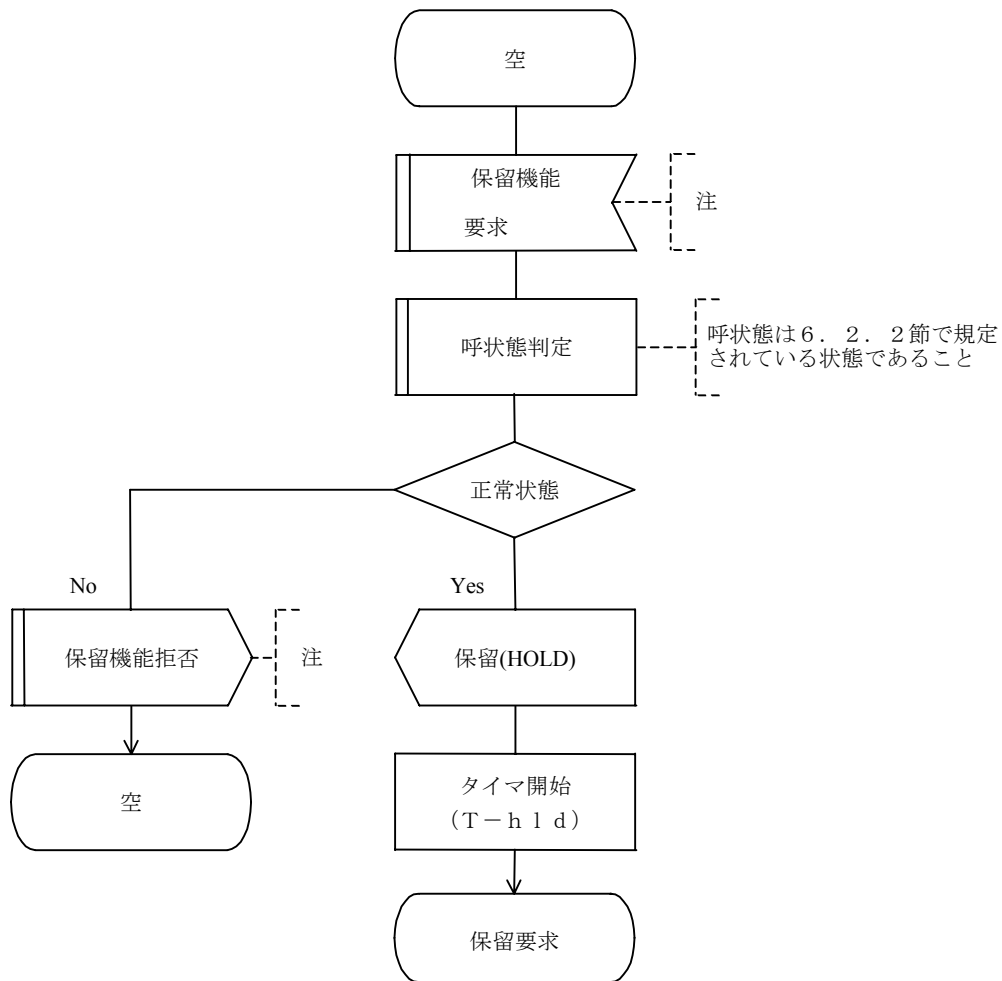 空
保留機能
要求
注
呼状態判定
呼状態は６．２．２節で規定
されている状態であること
正常状態
No
Yes
保留機能拒否
注
保留(HOLD)
空
タイマ開始
（Ｔ－ｈｌｄ）
保留要求